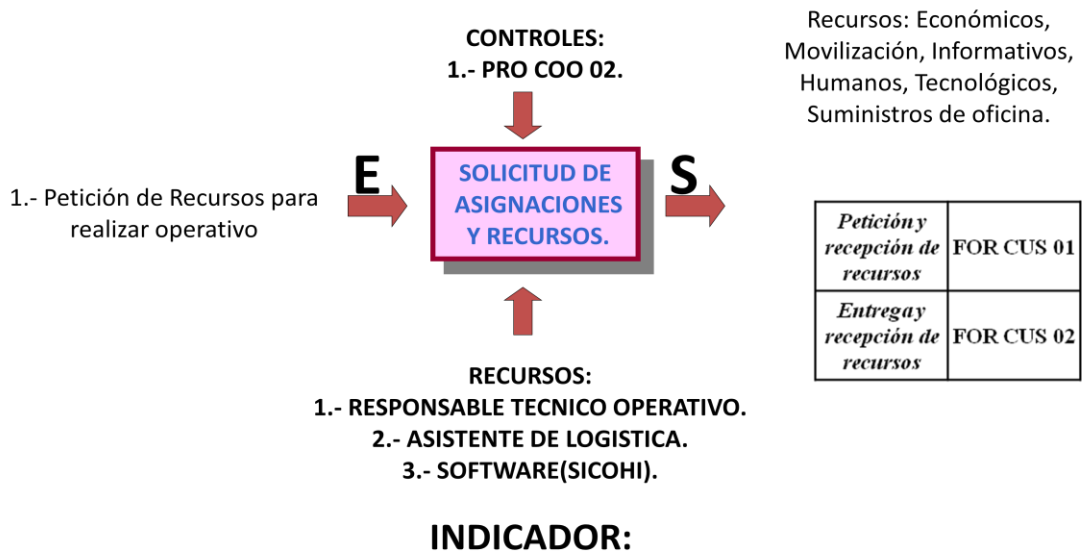 CONTROLES:
1.- PRO COO 02.
Recursos: Económicos,
Movilización, Informativos,
Humanos, Tecnológicos,
Suministros de oficina.
1.- Petición de Recursos para
realizar operativo
E
SOLICITUD DE
ASIGNACIONES
Y RECURSOS.
S
Petición y
recepción de
recursos
FOR CUS 01
Entrega y
recepción de
recursos
FOR CUS 02
RECURSOS:
1.- RESPONSABLE TECNICO OPERATIVO.
2.- ASISTENTE DE LOGISTICA.
3.- SOFTWARE(SICOHI).
INDICADOR: